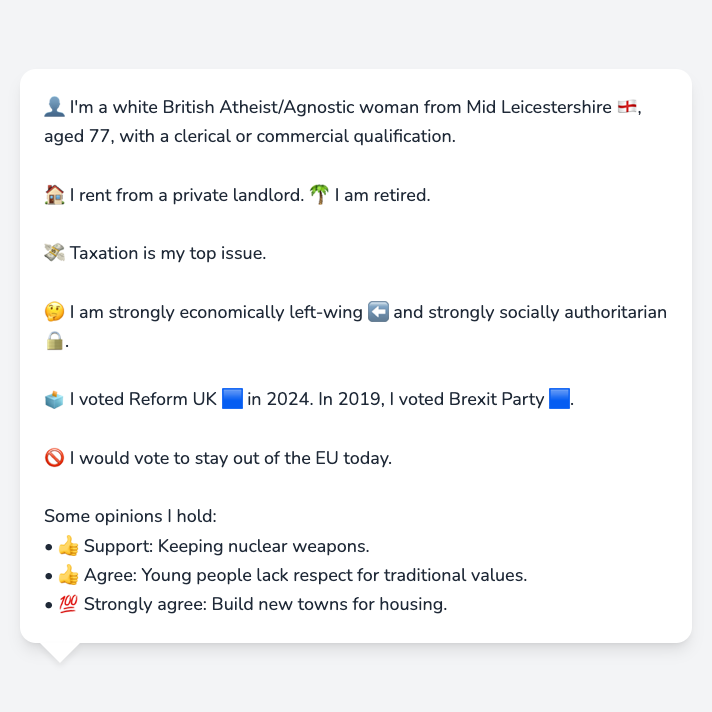 👤 I'm a white British Atheist/Agnostic woman from Mid Leicestershire 🏴󠁧󠁢󠁥󠁮󠁧󠁿,
aged 77, with a clerical or commercial qualification.
🏠 I rent from a private landlord. 🌴 I am retired.
💸 Taxation is my top issue.
🤔 I am strongly economically left-wing ⬅️ and strongly socially authoritarian
🔒.
🗳️ I voted Reform UK 🟦 in 2024. In 2019, I voted Brexit Party 🟦.
🚫 I would vote to stay out of the EU today.
Some opinions I hold:
• 👍 Support: Keeping nuclear weapons.
• 👍 Agree: Young people lack respect for traditional values.
• 💯 Strongly agree: Build new towns for housing.